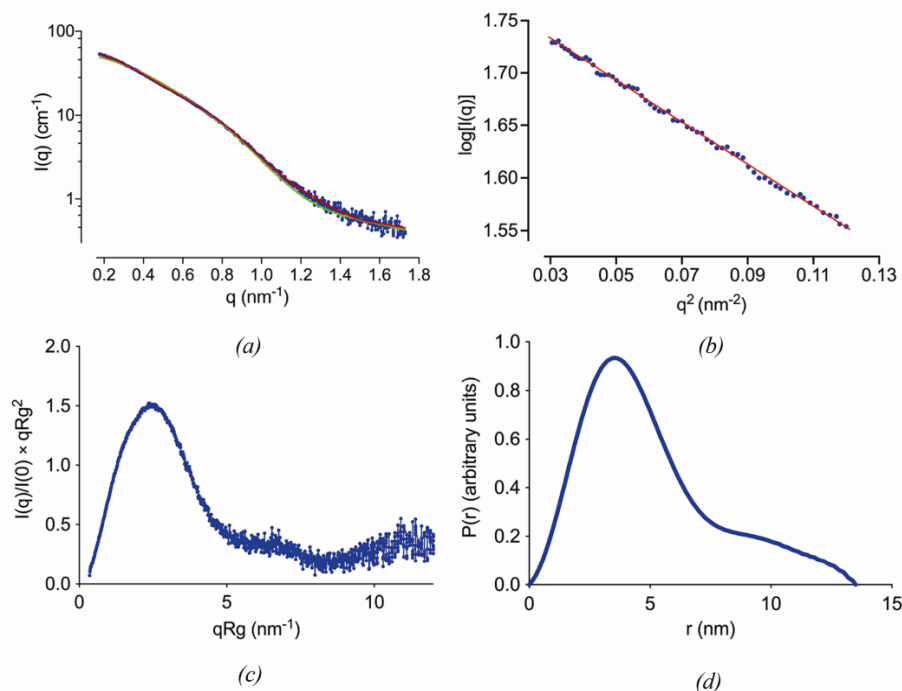 100
10
1
I(q) (cm⁻¹)
0.2 0.4 0.6 0.8 1.0 1.2 1.4 1.6 1.8
q (nm⁻¹)
(a)
1.75
1.70
1.65
1.60
1.55
log[I(q)]
0.03 0.05 0.07 0.09 0.11 0.13
q² (nm⁻²)
(b)
2.0
1.5
1.0
0.5
0.0
I(q)/I(0) × qRg²
0 5 10
qRg (nm⁻¹)
(c)
1.0
0.8
0.6
0.4
0.2
0.0
P(r) (arbitrary units)
0 5 10 15
r (nm)
(d)